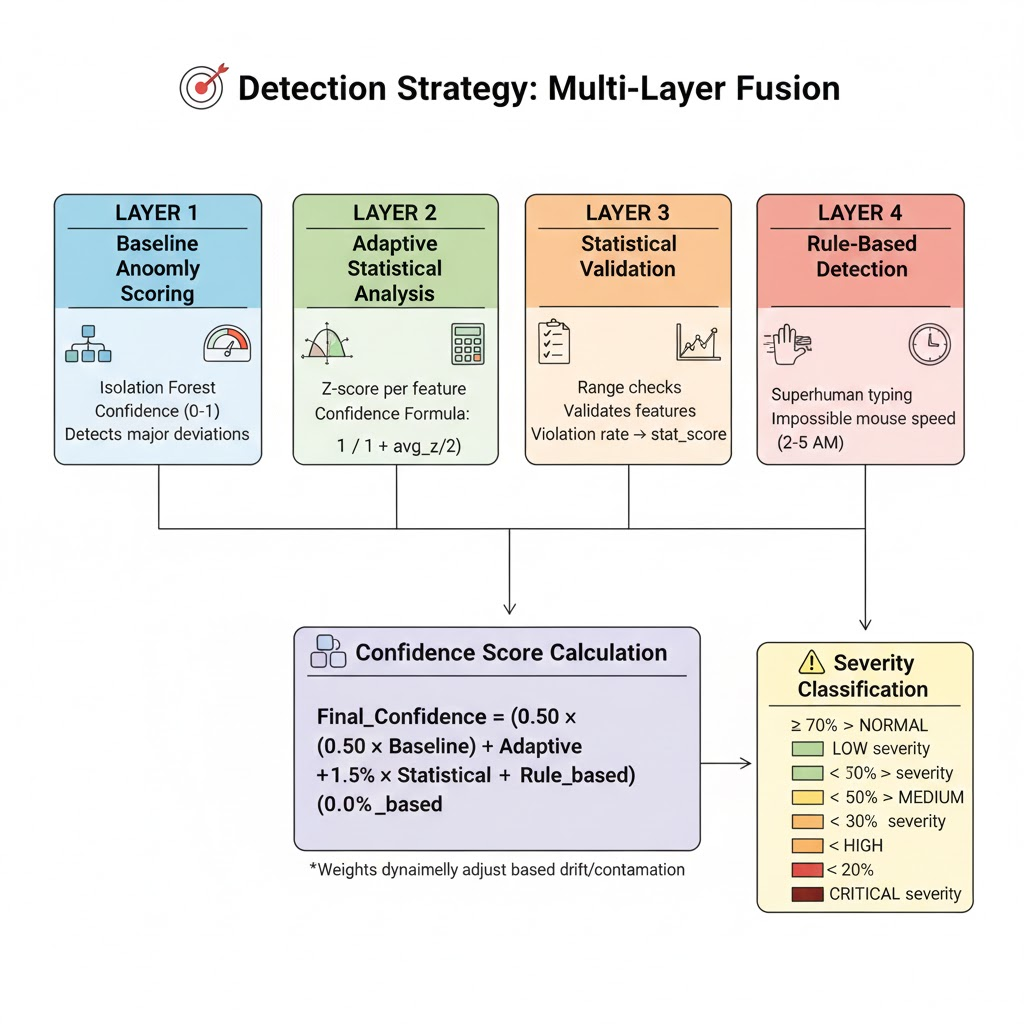 Detection Strategy: Multi-Layer Fusion
LAYER 1
Baseline
Anoomly
Scoring
Isolation Forest
Confidence (0-1)
Detects major deviations
LAYER 2
Adaptive
Statistical
Analysis
Z-score per feature
Confidence Formula:
1 / 1 + avg_z/2)
LAYER 3
Statistical
Validation
Range checks
Validates features
Violation rate → stat_score
LAYER 4
Rule-Based
Detection
Superhuman typing
Impossible mouse speed
(2-5 AM)
Confidence Score Calculation
Final_Confidence = (0.50 ×
(0.50 × Baseline) + Adaptive
+1.5% × Statistical + Rule_based)
(0.0%_based
*Weights dynaimelly adjust based drift/contamation
Severity
Classification
≥ 70% > NORMAL
LOW severity
< 50% > severity
< 50% > MEDIUM
< 30% severity
< HIGH
< 20%
CRITICAL severity